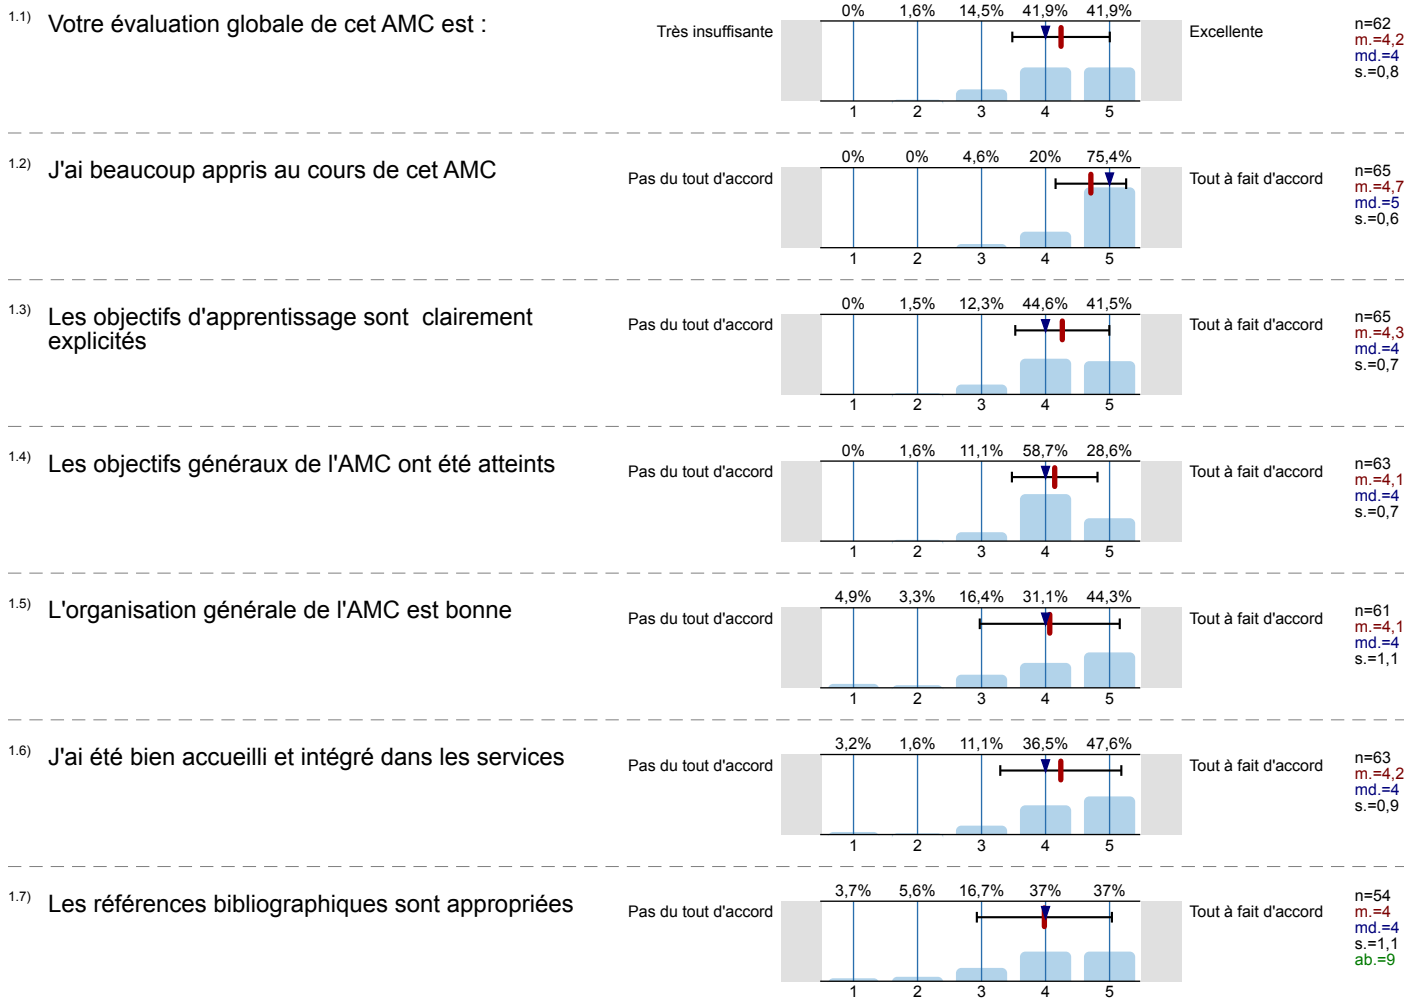 1.1) Votre évaluation globale de cet AMC est :
0% 1,6% 14,5% 41,9% 41,9%
Très insuffisante Excellente
n=62
m.=4,2
md.=4
s.=0,8
1 2 3 4 5
1.2) J'ai beaucoup appris au cours de cet AMC
0% 0% 4,6% 20% 75,4%
Pas du tout d'accord Tout à fait d'accord
n=65
m.=4,7
md.=5
s.=0,6
1 2 3 4 5
1.3) Les objectifs d'apprentissage sont clairement
explicités
0% 1,5% 12,3% 44,6% 41,5%
Pas du tout d'accord Tout à fait d'accord
n=65
m.=4,3
md.=4
s.=0,7
1 2 3 4 5
1.4) Les objectifs généraux de l'AMC ont été atteints
0% 1,6% 11,1% 58,7% 28,6%
Pas du tout d'accord Tout à fait d'accord
n=63
m.=4,1
md.=4
s.=0,7
1 2 3 4 5
1.5) L'organisation générale de l'AMC est bonne
4,9% 3,3% 16,4% 31,1% 44,3%
Pas du tout d'accord Tout à fait d'accord
n=61
m.=4,1
md.=4
s.=1,1
1 2 3 4 5
1.6) J'ai été bien accueilli et intégré dans les services
3,2% 1,6% 11,1% 36,5% 47,6%
Pas du tout d'accord Tout à fait d'accord
n=63
m.=4,2
md.=4
s.=0,9
1 2 3 4 5
1.7) Les références bibliographiques sont appropriées
3,7% 5,6% 16,7% 37% 37%
Pas du tout d'accord Tout à fait d'accord
n=54
m.=4
md.=4
s.=1,1
ab.=9
1 2 3 4 5